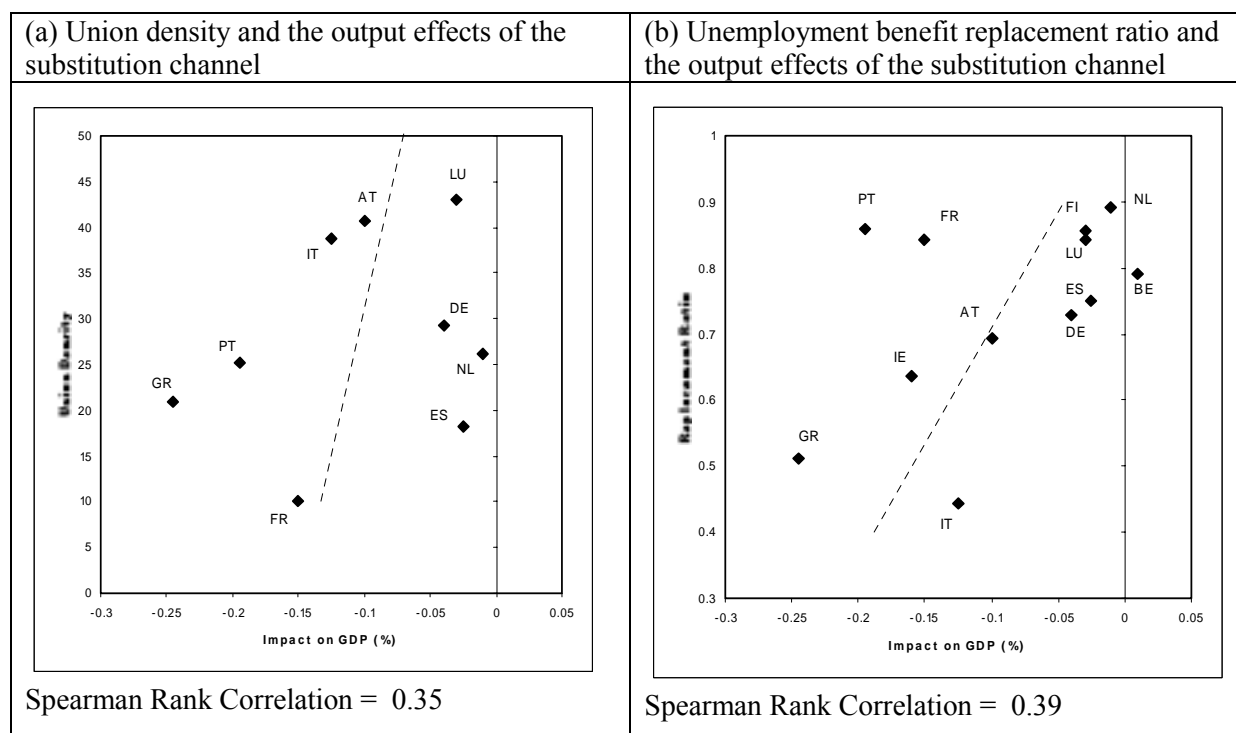 (a) Union density and the output effects of the
substitution channel
50
45
40
35
30
25
20
15
10
5
0
Union Density
LU
AT
IT
DE
PT
NL
GR
ES
FR
-0.3
-0.25
-0.2
-0.15
-0.1
-0.05
0
0.05
Impact on GDP (%)
Spearman Rank Correlation = 0.35
(b) Unemployment benefit replacement ratio and
the output effects of the substitution channel
1
0.9
0.8
0.7
0.6
0.5
0.4
0.3
Replacement Ratio
PT
FR
FI
NL
LU
ES
BE
AT
DE
IE
GR
IT
-0.3
-0.25
-0.2
-0.15
-0.1
-0.05
0
0.05
Impact on GDP (%)
Spearman Rank Correlation = 0.39